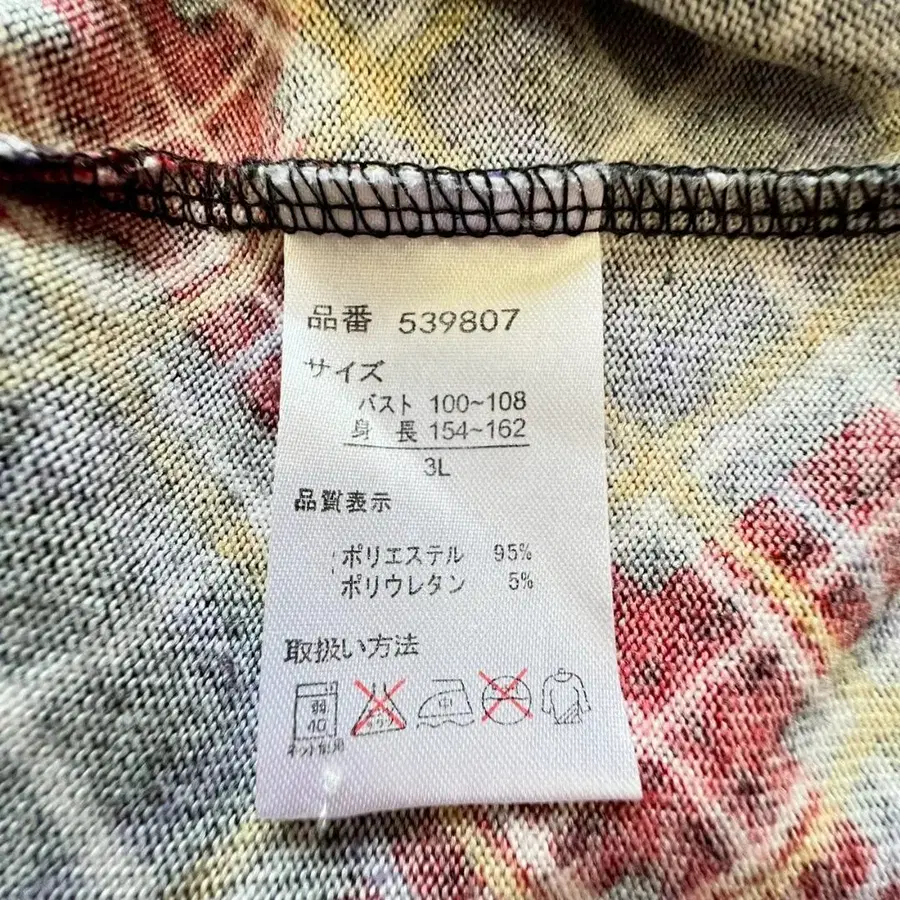 品番 539807
サイズ
バスト 100~108
身長 154~162
3L
品質表示
ポリエステル 95%
ポリウレタン 5%
取扱い方法
弱
40
中
ネット使用